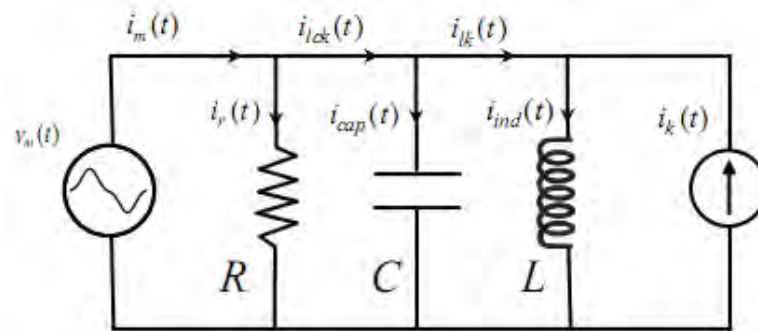 i_m(t) i_lck(t) i_lk(t)
i_r(t) i_cap(t) i_ind(t) i_k(t)
v_m(t)
R C L